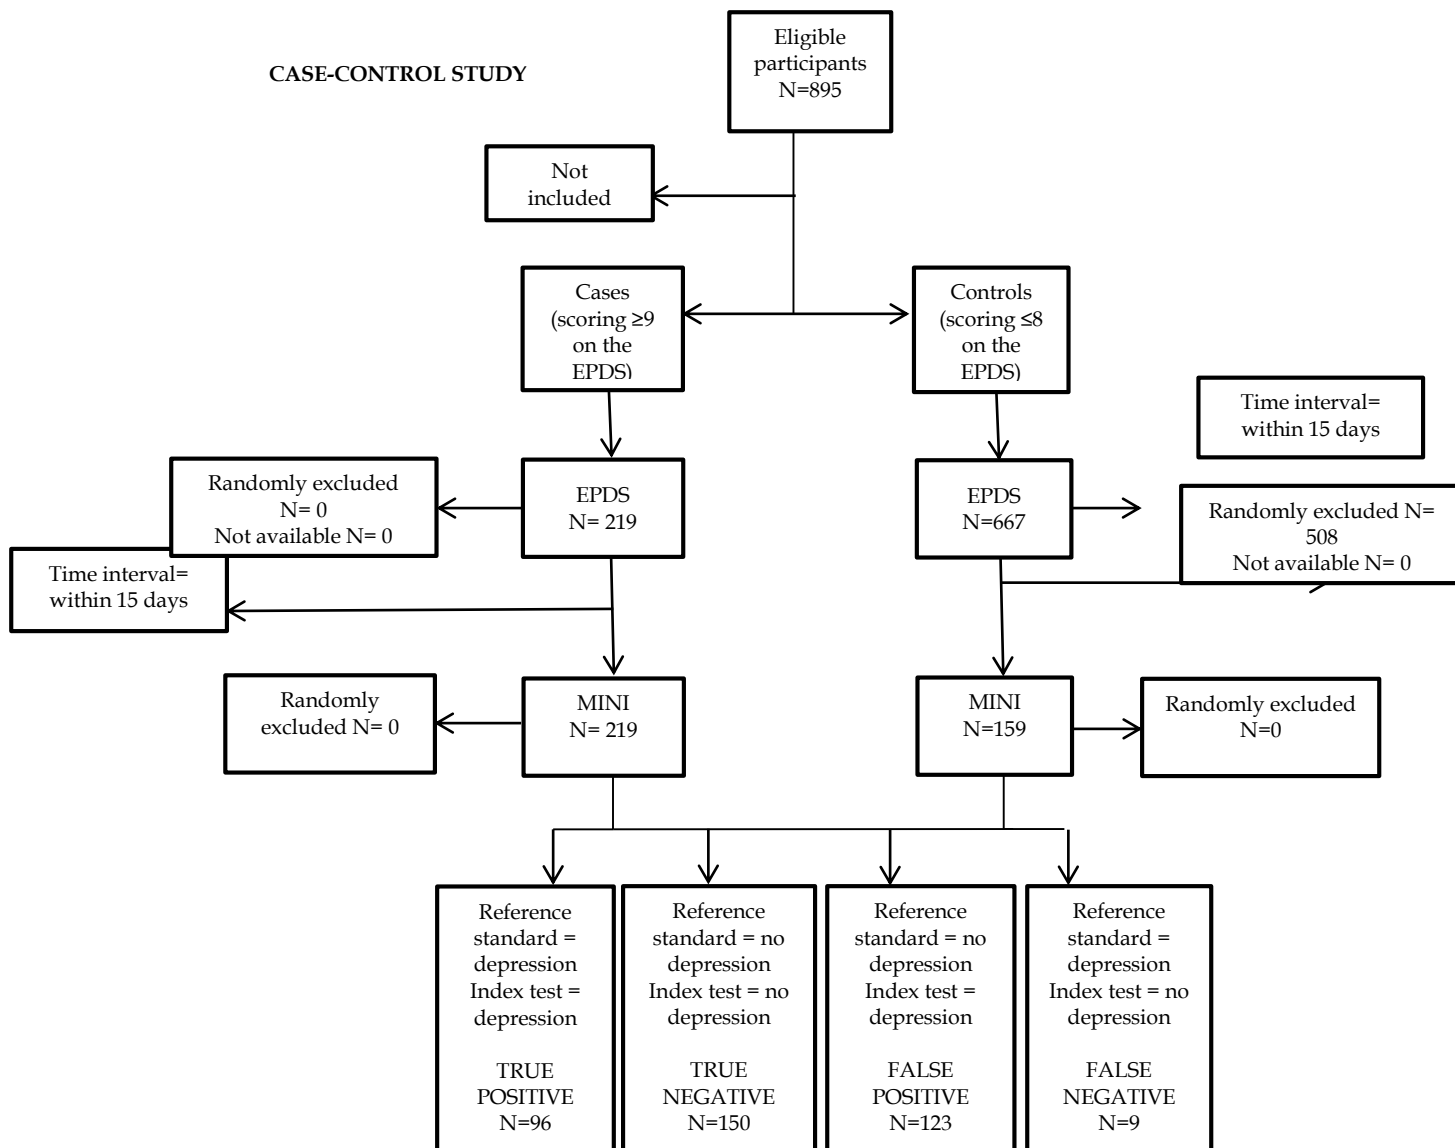 Eligible
participants
N=895
CASE-CONTROL STUDY
Not
included
Cases
(scoring ≥9
on the
EPDS)
Controls
(scoring ≤8
on the
EPDS)
Time interval=
within 15 days
Randomly excluded
N= 0
Not available N= 0
EPDS
N= 219
EPDS
N=667
Randomly excluded N=
508
Not available N= 0
Time interval=
within 15 days
Randomly
excluded N= 0
MINI
N= 219
MINI
N=159
Randomly excluded
N=0
Reference
standard =
depression
Index test =
depression
TRUE
POSITIVE
N=96
Reference
standard = no
depression
Index test = no
depression
TRUE
NEGATIVE
N=150
Reference
standard = no
depression
Index test =
depression
FALSE
POSITIVE
N=123
Reference
standard =
depression
Index test = no
depression
FALSE
NEGATIVE
N=9